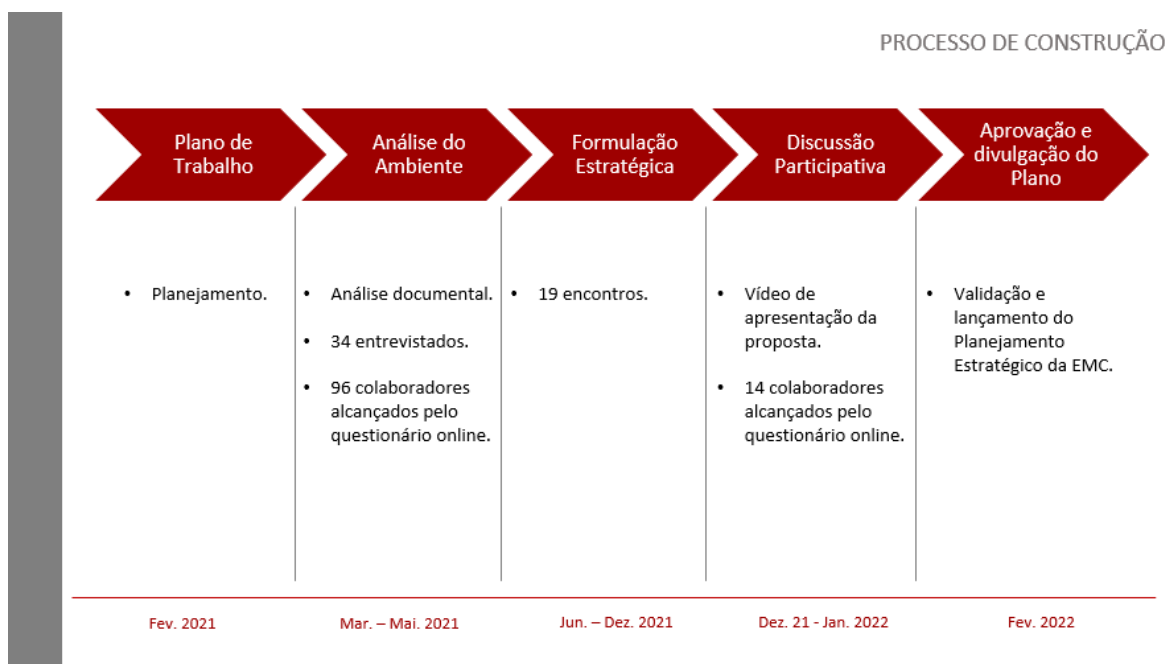 PROCESSO DE CONSTRUÇÃO
Plano de
Trabalho
Análise do
Ambiente
Formulação
Estratégica
Discussão
Participativa
Aprovação e
divulgação do
Plano
• Planejamento.
• Análise documental.
• 34 entrevistados.
• 96 colaboradores
alcançados pelo
questionário online.
• 19 encontros.
• Vídeo de
apresentação da
proposta.
• 14 colaboradores
alcançados pelo
questionário online.
• Validação e
lançamento do
Planejamento
Estratégico da EMC.
Fev. 2021
Mar. – Mai. 2021
Jun. – Dez. 2021
Dez. 21 - Jan. 2022
Fev. 2022